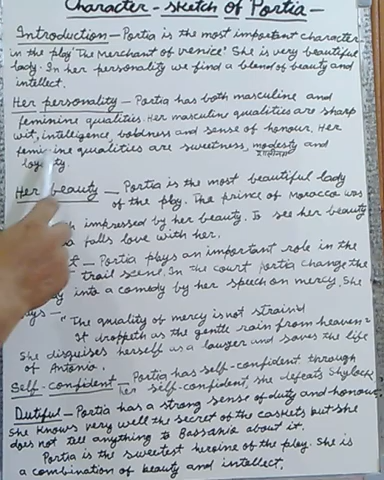 Character - sketch of Portia -
Introduction - Portia is the most important character
in the play "The Merchant of Venice". She is very beautiful
lady. In her personality we find a blend of beauty and
intellect.
Her personality - Portia has both masculine and
feminine qualities. Her masculine qualities are sharp
wit, intelligence, boldness and sense of honour. Her
feminine qualities are sweetness, modesty and
Her beauty - Portia is the most beautiful lady
of the play. The prince of Morocco was
impressed by her beauty. To see her beauty
falls love with her.
- Portia plays an important role in the
trail scene. In the court Portia change the
into a comedy by her speech on mercy. She
- "The quality of mercy is not strain'd
It droppeth as the gentle rain from heaven"
She disguises herself as a lawyer and saves the life
of Antonio.
Self-confident - Portia has self-confident through
her self-confident, she defeats Shylock
Dutiful - Portia has a strong sense of duty and honour.
She knows very well the secret of the caskets but she
does not tell anything to Bassania about it.
Portia is the sweetest heroine of the play. She is
a combination of beauty and intellect.